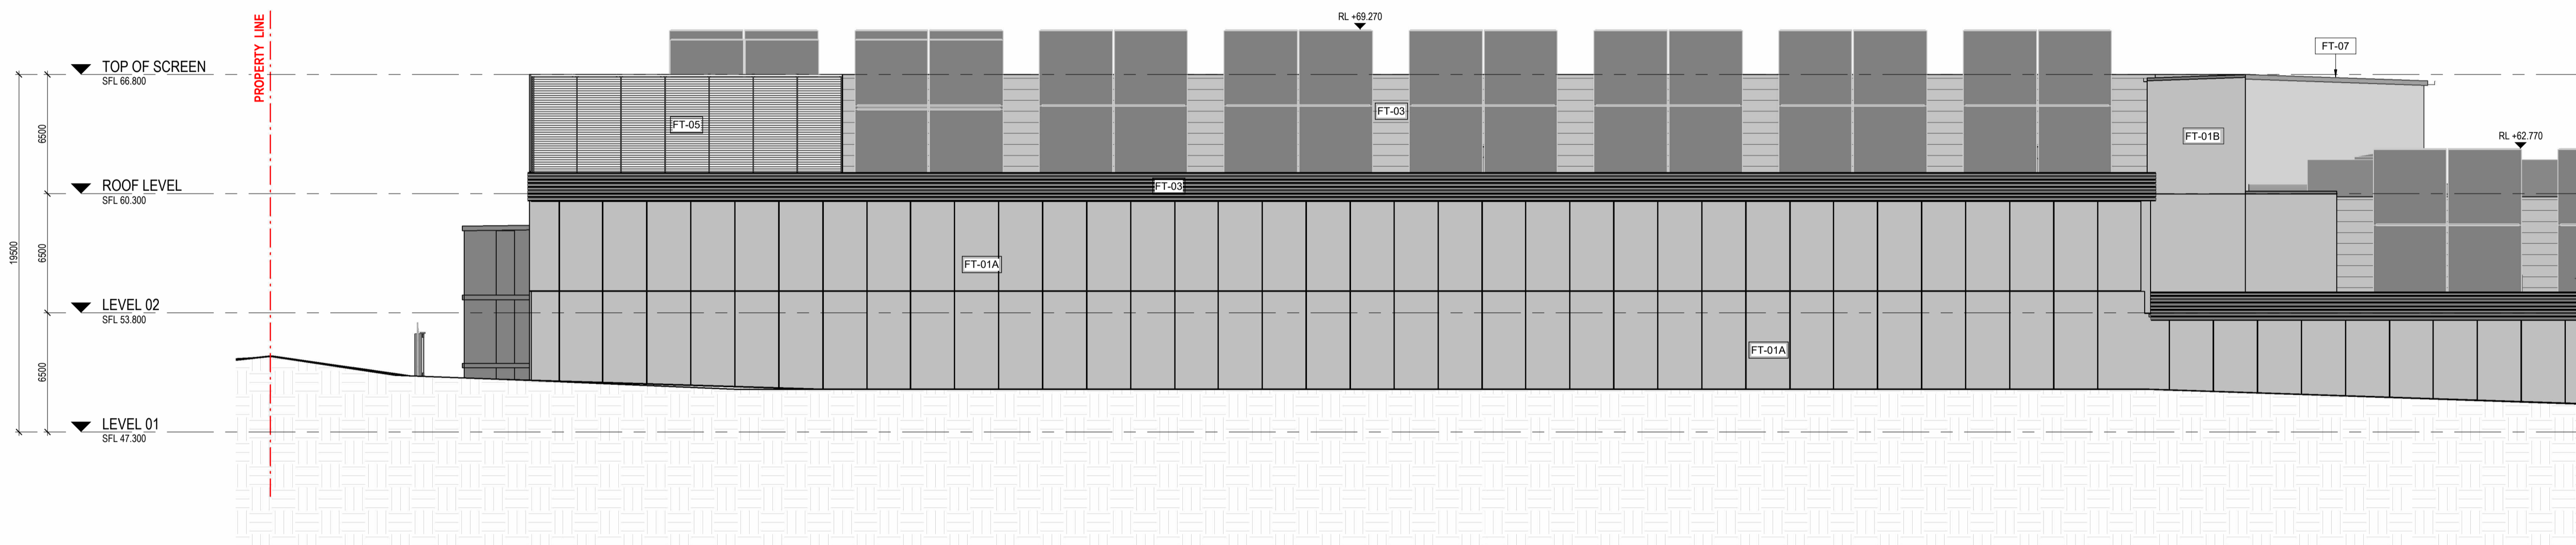 PROPERTY LINE
RL +69.270
FT-07
TOP OF SCREEN
SFL 66.800
FT-03
FT-05
6500
FT-01B
RL +62.770
ROOF LEVEL
SFL 60.300
FT-03
19500
6500
FT-01A
LEVEL 02
SFL 53.800
FT-01A
6500
LEVEL 01
SFL 47.300